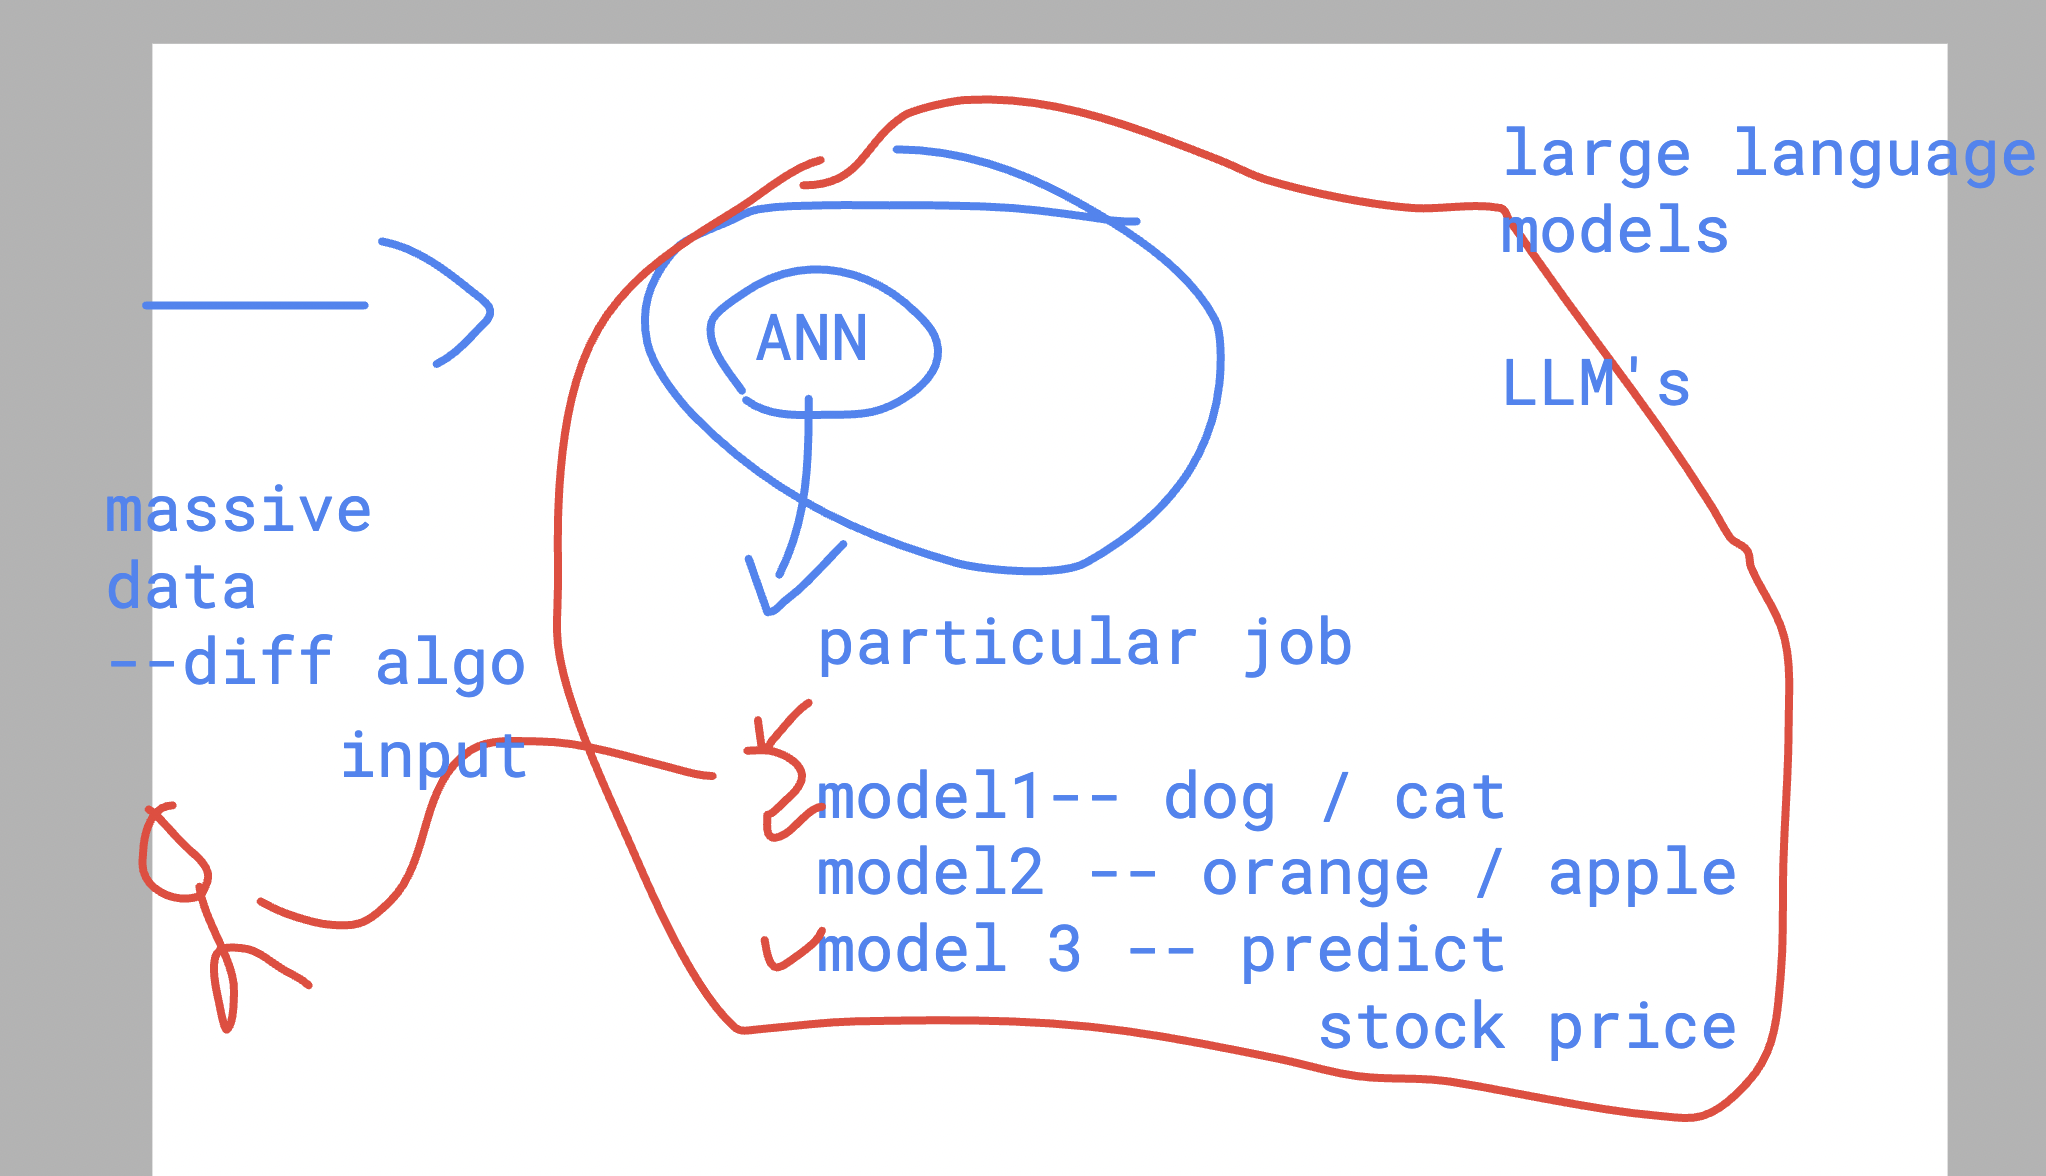 large language
models
LLM's
ANN
massive
data
--diff algo
input
particular job
model1-- dog / cat
model2 -- orange / apple
model 3 -- predict
stock price